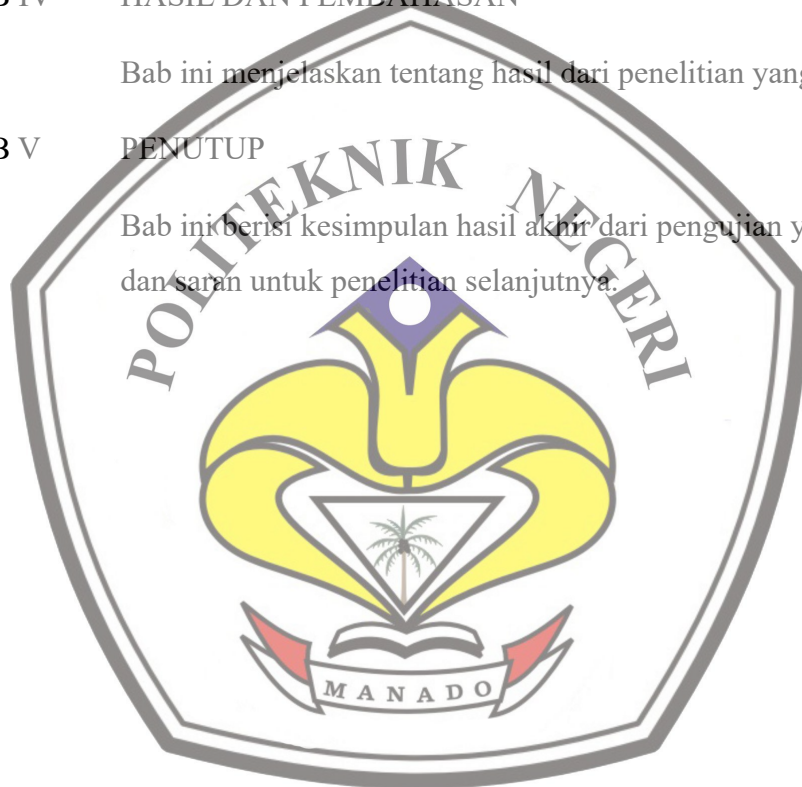 B IV HASIL DAN PEMBAHASAN
Bab ini menjelaskan tentang hasil dari penelitian yang
B V PENUTUP
Bab ini berisi kesimpulan hasil akhir dari pengujian y
dan saran untuk penelitian selanjutnya.
POLITEKNIK NEGERI
MANADO